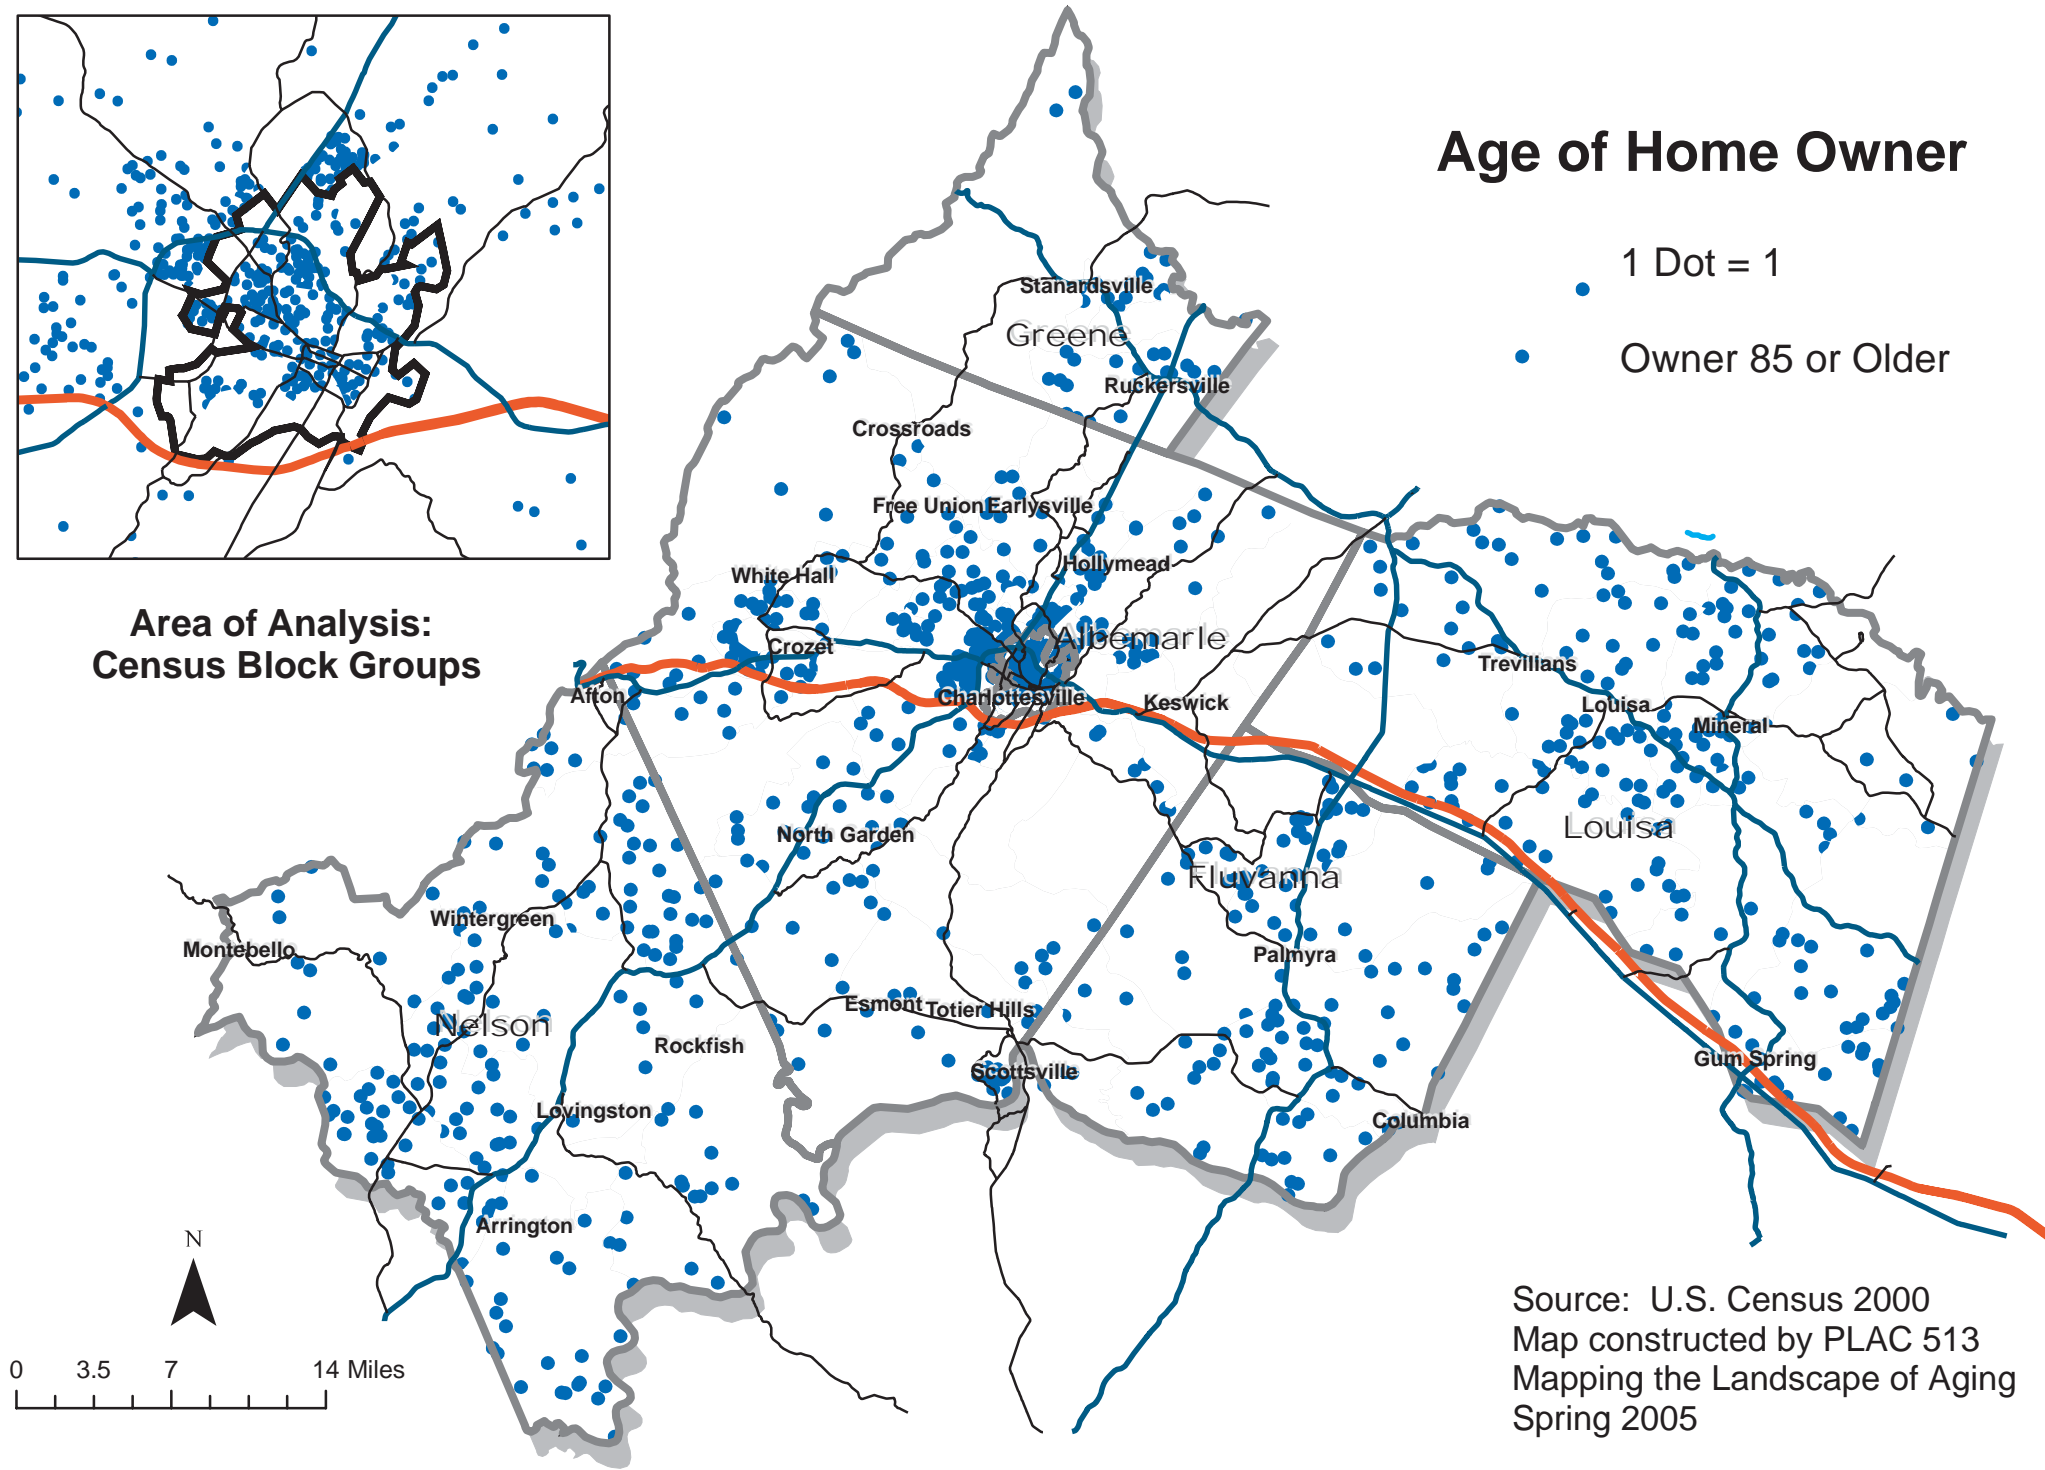 Age of Home Owner
1 Dot = 1
Owner 85 or Older
Stanardsville
Greene
Ruckersville
Crossroads
Free Union Earlysville
Hollymead
White Hall
Area of Analysis:
Census Block Groups
Albemarle
Crozet
Trevilians
Afton
Charlottesville
Keswick
Louisa
Mineral
North Garden
Louisa
Fluvanna
Wintergreen
Montebello
Palmyra
Esmont Totier Hills
Nelson
Rockfish
Gum Spring
Scottsville
Lovingston
Columbia
Arrington
N
0 3.5 7 14 Miles
Source: U.S. Census 2000
Map constructed by PLAC 513
Mapping the Landscape of Aging
Spring 2005